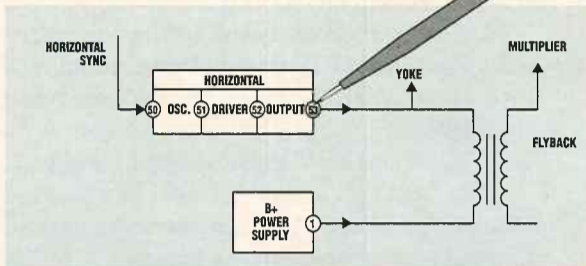 HORIZONTAL
SYNC
MULTIPLIER
YOKE
HORIZONTAL
50 OSC. 51 DRIVER 52 OUTPUT 53
FLYBACK
B+
POWER
SUPPLY
1